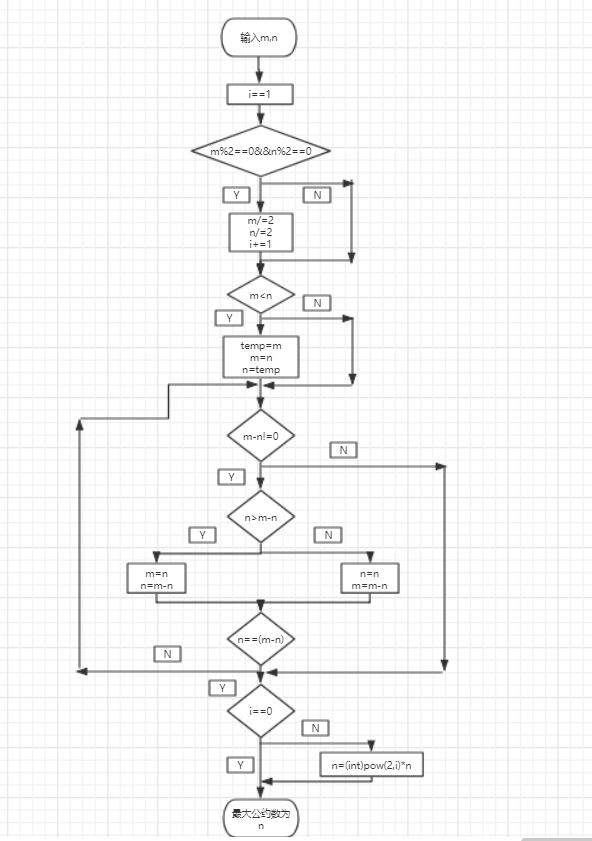 输入m,n
i==1
m%2==0&&n%2==0
Y
N
m/=2
n/=2
i+=1
m<n
N
Y
temp=m
m=n
n=temp
m-n!=0
N
Y
n>m-n
Y
N
m=n
n=m-n
n=n
m=m-n
n==(m-n)
N
Y
i==0
N
Y
n=(int)pow(2,i)*n
最大公约数为
n